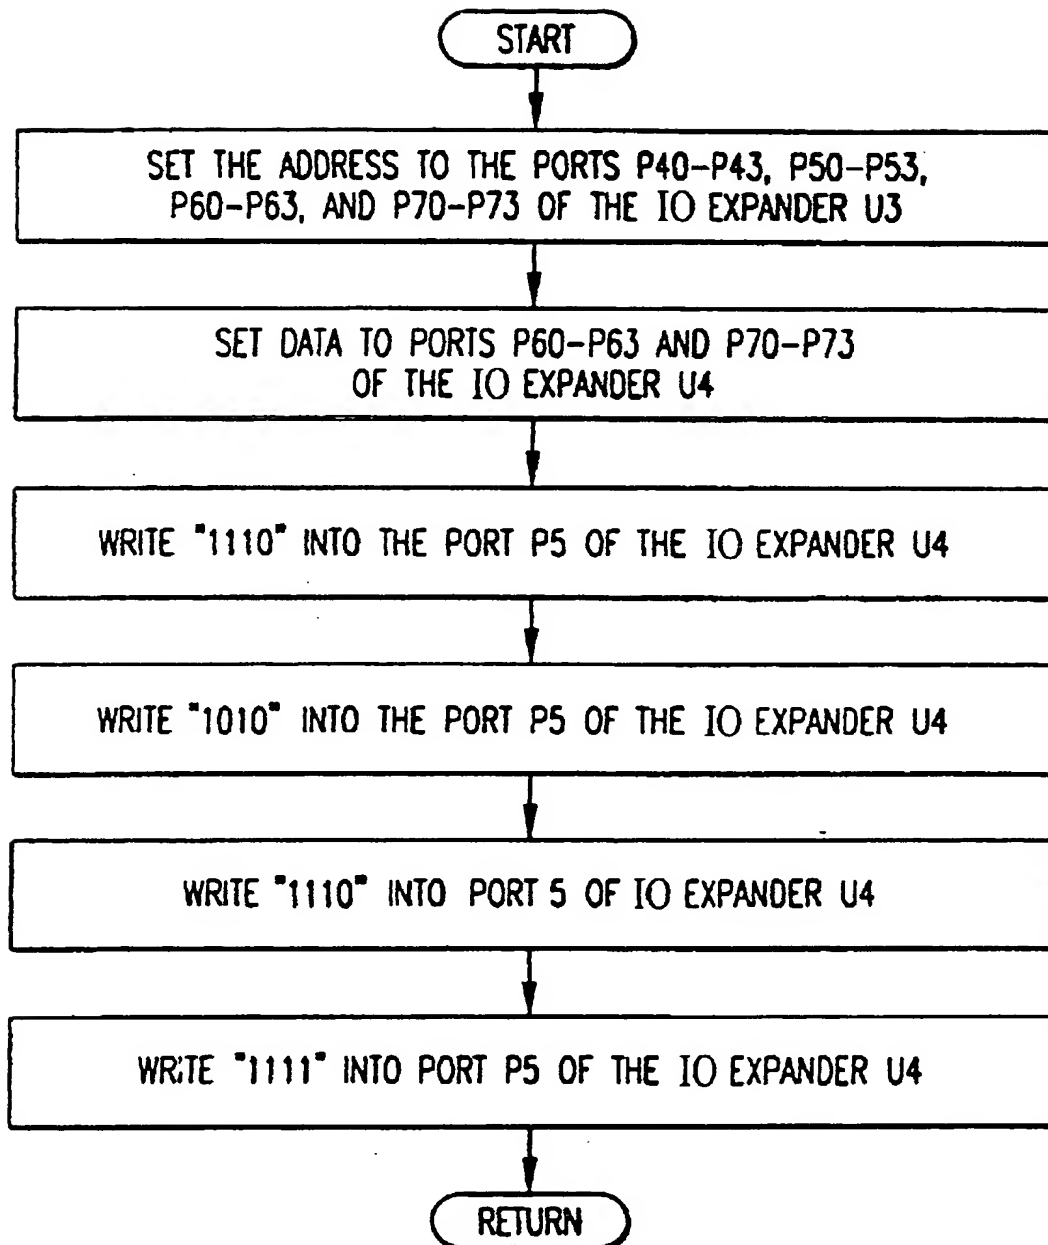 START
SET THE ADDRESS TO THE PORTS P40-P43, P50-P53,
P60-P63, AND P70-P73 OF THE IO EXPANDER U3
SET DATA TO PORTS P60-P63 AND P70-P73
OF THE IO EXPANDER U4
WRITE "1110" INTO THE PORT P5 OF THE IO EXPANDER U4
WRITE "1010" INTO THE PORT P5 OF THE IO EXPANDER U4
WRITE "1110" INTO PORT 5 OF IO EXPANDER U4
WRITE "1111" INTO PORT P5 OF THE IO EXPANDER U4
RETURN